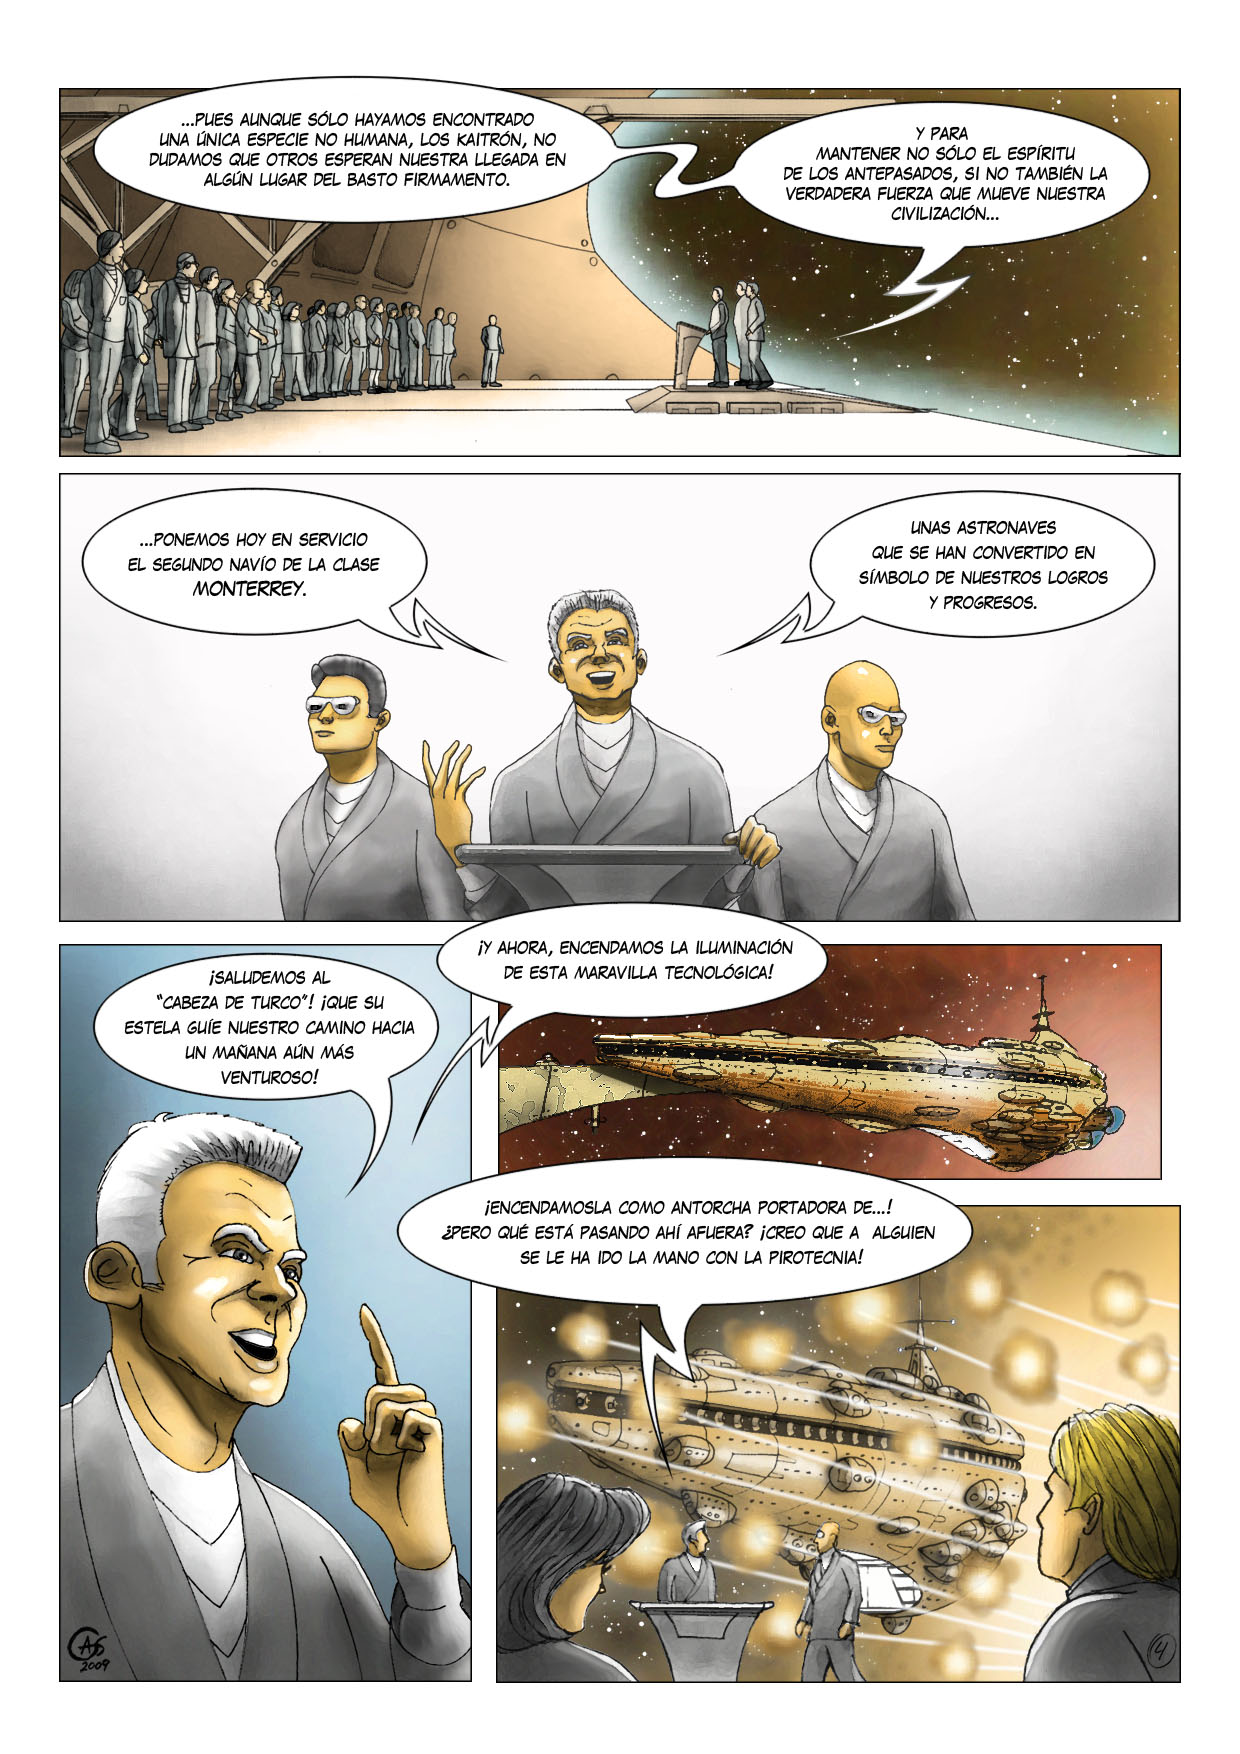 ...PUES AUNQUE SÓLO HAYAMOS ENCONTRADO
UNA ÚNICA ESPECIE NO HUMANA, LOS KAITRÓN, NO
DUDAMOS QUE OTROS ESPERAN NUESTRA LLEGADA EN
ALGÚN LUGAR DEL BASTO FIRMAMENTO.
Y PARA
MANTENER NO SÓLO EL ESPÍRITU
DE LOS ANTEPASADOS, SI NO TAMBIÉN LA
VERDADERA FUERZA QUE MUEVE NUESTRA
CIVILIZACIÓN...
...PONEMOS HOY EN SERVICIO
EL SEGUNDO NAVÍO DE LA CLASE
MONTERREY.
UNAS ASTRONAVES
QUE SE HAN CONVERTIDO EN
SÍMBOLO DE NUESTROS LOGROS
Y PROGRESOS.
¡SALUDEMOS AL
"CABEZA DE TURCO"! ¡QUE SU
ESTELA GUÍE NUESTRO CAMINO HACIA
UN MAÑANA AÚN MÁS
VENTUROSO!
¡Y AHORA, ENCENDAMOS LA ILUMINACIÓN
DE ESTA MARAVILLA TECNOLÓGICA!
¡ENCENDAMOSLA COMO ANTORCHA PORTADORA DE...!
¿PERO QUÉ ESTÁ PASANDO AHÍ AFUERA? ¡CREO QUE A ALGUIEN
SE LE HA IDO LA MANO CON LA PIROTECNIA!
2009
4